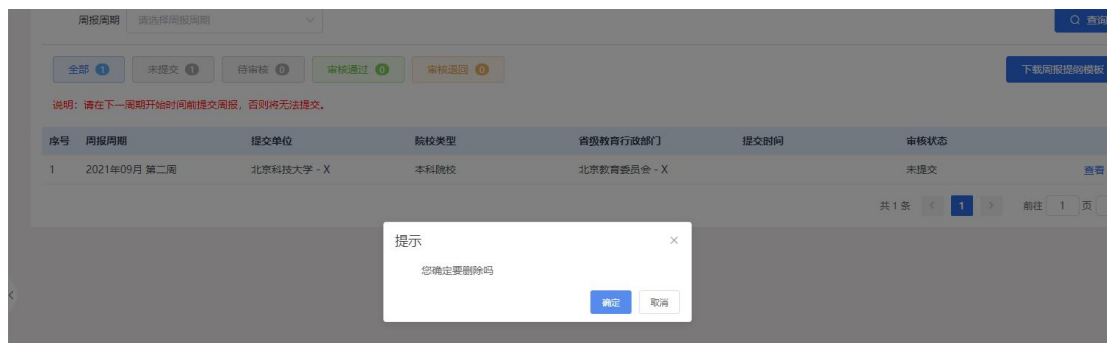 周报周期 请选择周报周期 查询
全部 1 未提交 1 待审核 0 审核通过 0 审核退回 0 下载周报提纲模板
说明：请在下一周期开始时间前提交周报，否则将无法提交。
序号 周报周期 提交单位 院校类型 省级教育行政部门 提交时间 审核状态
1 2021年09月 第二周 北京科技大学 - X 本科院校 北京教育委员会 - X 未提交 查看
共 1 条 < 1 > 前往 1 页
提示 ×
您确定要删除吗
确定 取消